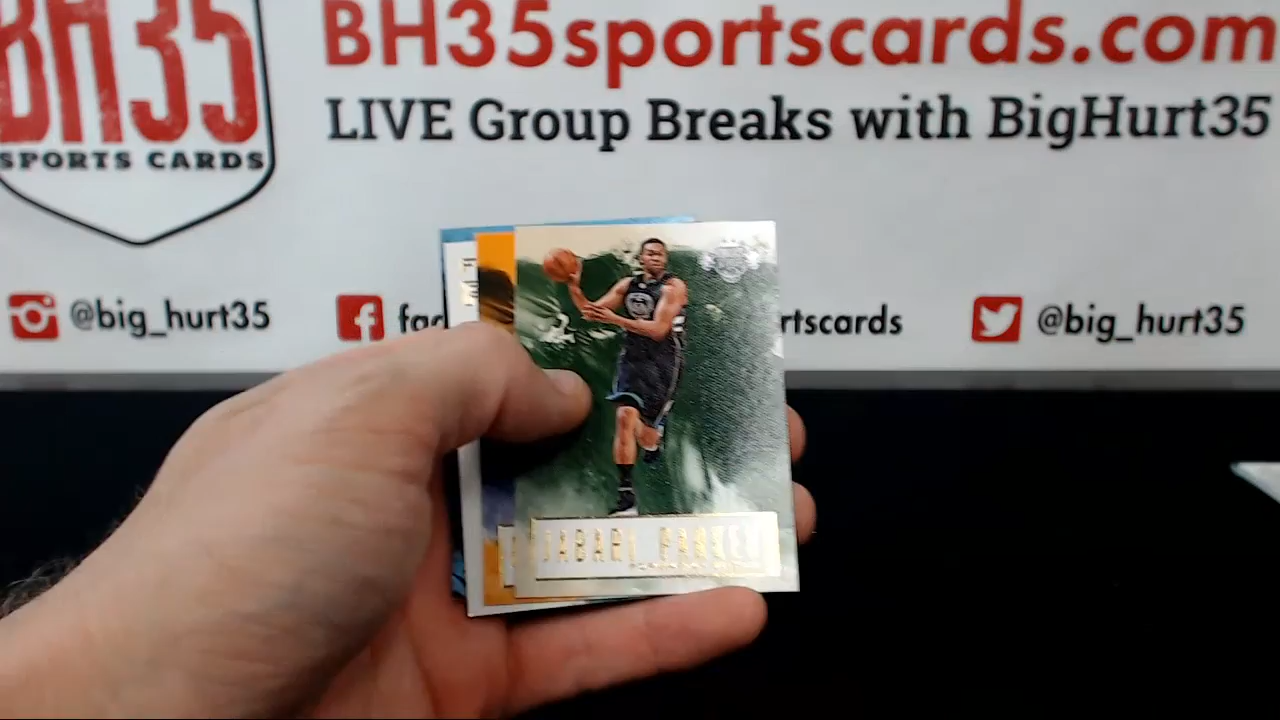 BH35
SPORTS CARDS
BH35sportscards.com
LIVE Group Breaks with BigHurt35
@big_hurt35
rtscards
@big_hurt35
JABARI PARKER